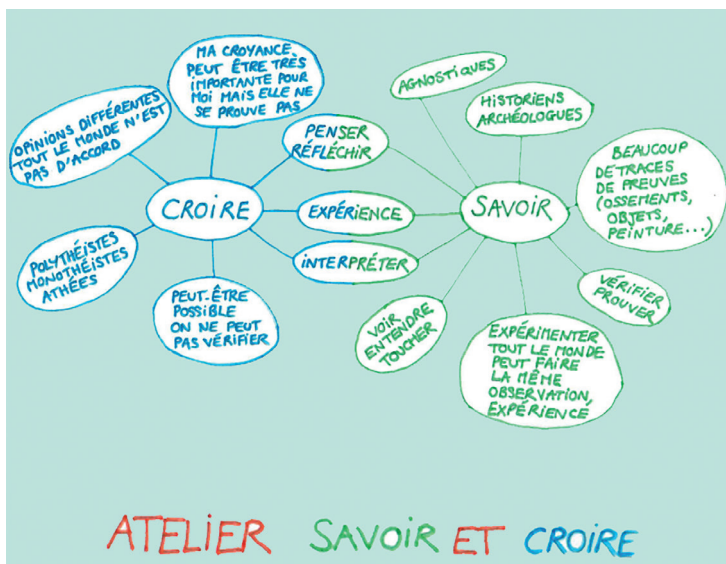 MA CROYANCE
PEUT ÊTRE TRÈS
IMPORTANTE POUR
MOI MAIS ELLE NE
SE PROUVE PAS
OPINIONS DIFFÉRENTES
TOUT LE MONDE N'EST
PAS D'ACCORD
CROIRE
POLYTHÉISTES
MONOTHÉISTES
ATHÉES
PEUT-ÊTRE
POSSIBLE
ON NE PEUT
PAS VÉRIFIER
PENSER
RÉFLÉCHIR
EXPÉRIENCE
INTERPRÉTER
AGNOSTIQUES
HISTORIENS
ARCHÉOLOGUES
SAVOIR
BEAUCOUP
DE TRACES
DE PREUVES
(OSSEMENTS,
OBJETS,
PEINTURE...)
VÉRIFIER
PROUVER
VOIR
ENTENDRE
TOUCHER
EXPÉRIMENTER
TOUT LE MONDE
PEUT FAIRE
LA MÊME
OBSERVATION,
EXPÉRIENCE
ATELIER SAVOIR ET CROIRE